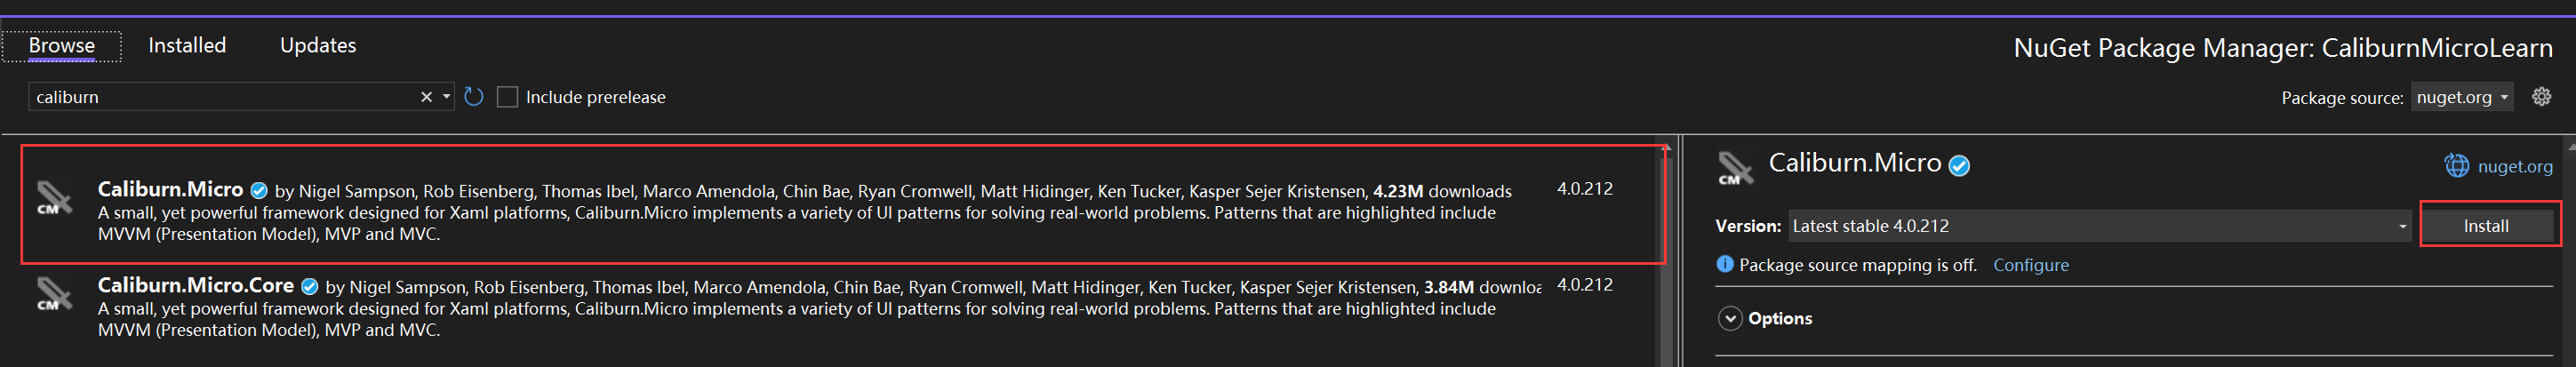 Browse Installed Updates
NuGet Package Manager: CaliburnMicroLearn
caliburn
Include prerelease
Package source: nuget.org
CM
Caliburn.Micro by Nigel Sampson, Rob Eisenberg, Thomas Ibel, Marco Amendola, Chin Bae, Ryan Cromwell, Matt Hidinger, Ken Tucker, Kasper Sejer Kristensen, 4.23M downloads 4.0.212
A small, yet powerful framework designed for Xaml platforms, Caliburn.Micro implements a variety of UI patterns for solving real-world problems. Patterns that are highlighted include
MVVM (Presentation Model), MVP and MVC.
CM
Caliburn.Micro.Core by Nigel Sampson, Rob Eisenberg, Thomas Ibel, Marco Amendola, Chin Bae, Ryan Cromwell, Matt Hidinger, Ken Tucker, Kasper Sejer Kristensen, 3.84M downloa 4.0.212
A small, yet powerful framework designed for Xaml platforms, Caliburn.Micro implements a variety of UI patterns for solving real-world problems. Patterns that are highlighted include
MVVM (Presentation Model), MVP and MVC.
CM
Caliburn.Micro
nuget.org
Version: Latest stable 4.0.212
Install
Package source mapping is off. Configure
Options